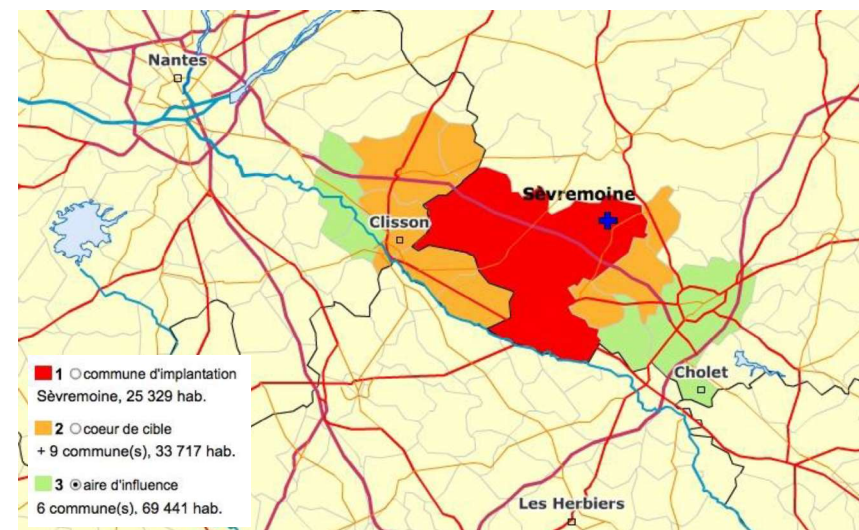 Nantes
Sèvremoine
Clisson
Cholet
Les Herbiers
1 commune d'implantation
Sèvremoine, 25 329 hab.
2 coeur de cible
+ 9 commune(s), 33 717 hab.
3 aire d'influence
6 commune(s), 69 441 hab.